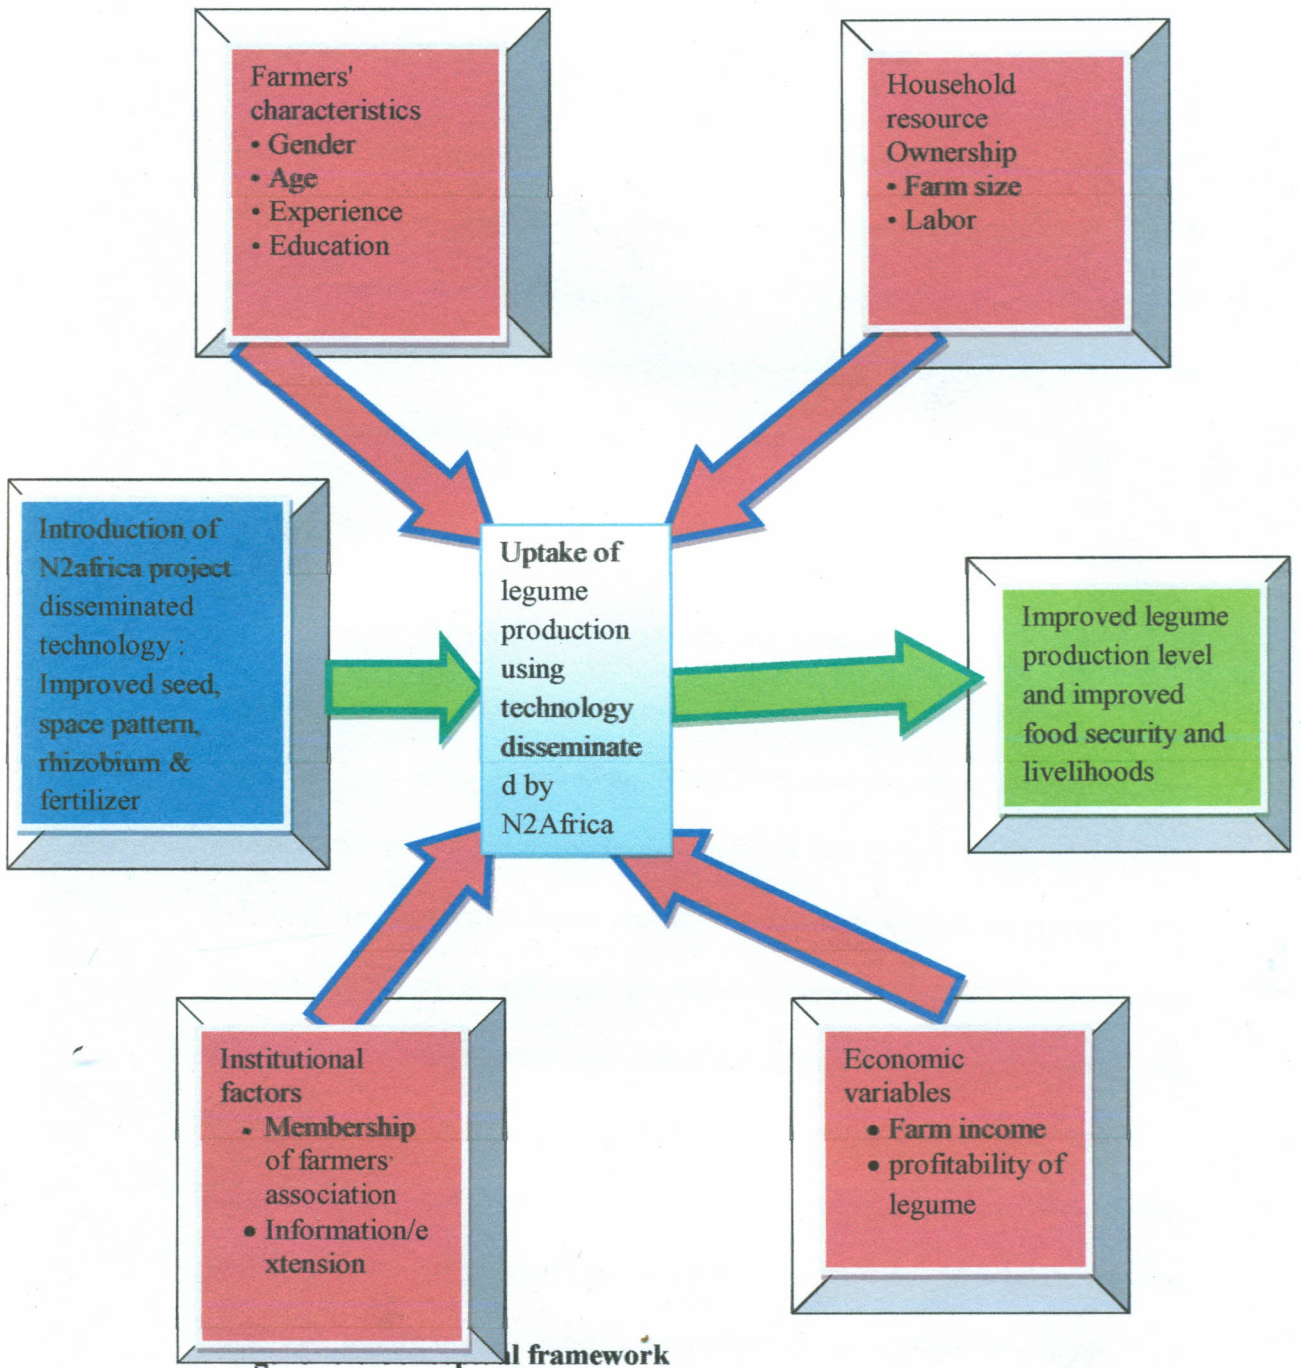 Farmers'
characteristics
• Gender
• Age
• Experience
• Education
Household
resource
Ownership
• Farm size
• Labor
Introduction of
N2africa project
disseminated
technology :
Improved seed,
space pattern,
rhizobium &
fertilizer
Uptake of
legume
production
using
technology
disseminate
d by
N2Africa
Improved legume
production level
and improved
food security and
livelihoods
Institutional
factors
• Membership
of farmers'
association
• Information/e
xtension
Economic
variables
• Farm income
• profitability of
legume
framework